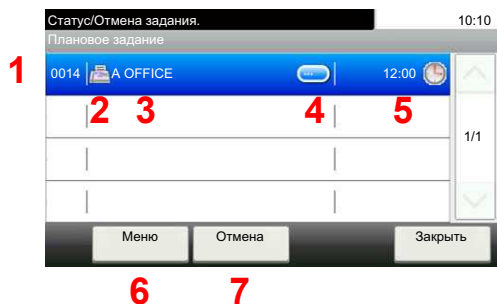 Статус/Отмена задания. 10:10
Плановое задание
1 0014 A OFFICE ... 12:00
2 3 4 5
1/1
Меню Отмена Закрыть
6 7